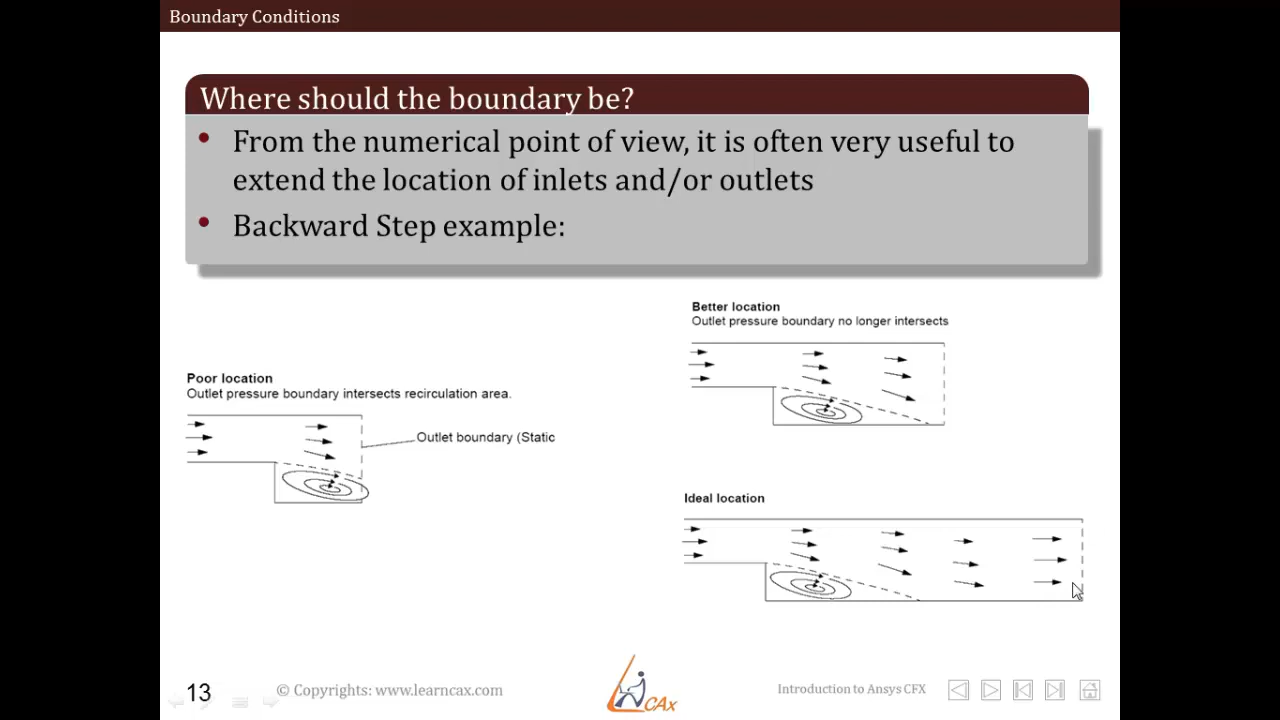 Boundary Conditions
Where should the boundary be?
• From the numerical point of view, it is often very useful to
extend the location of inlets and/or outlets
• Backward Step example:
Poor location
Outlet pressure boundary intersects recirculation area.
Outlet boundary (Static
Better location
Outlet pressure boundary no longer intersects
Ideal location
13
© Copyrights: www.learncax.com
CAx
Introduction to Ansys CFX